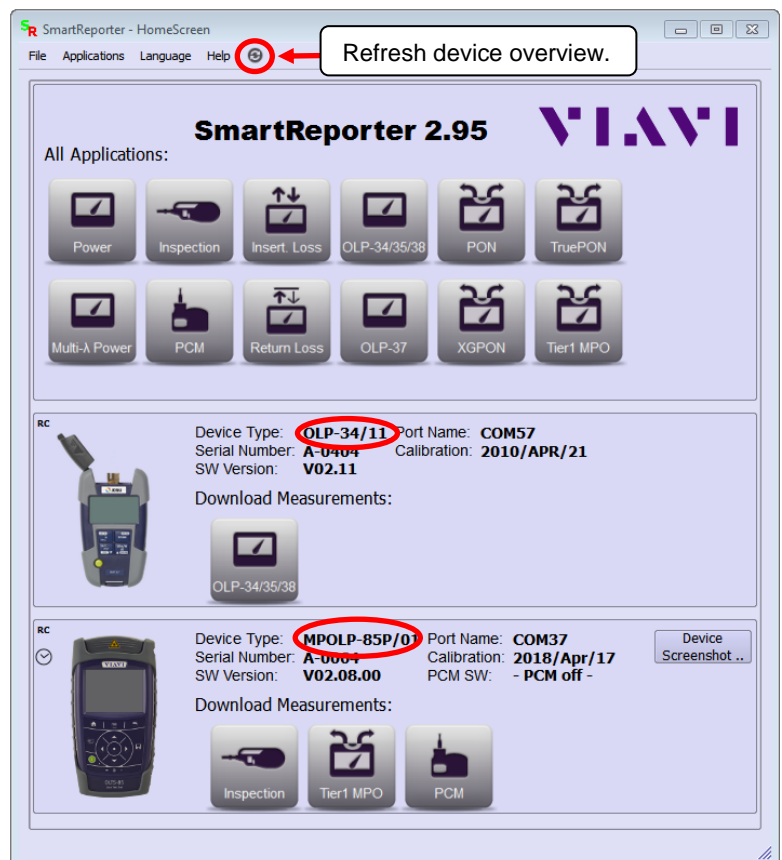 SR SmartReporter - HomeScreen
File Applications Language Help
Refresh device overview.
SmartReporter 2.95
VIAVI
All Applications:
Power Inspection Insert. Loss OLP-34/35/38 PON TruePON
Multi-λ Power PCM Return Loss OLP-37 XGPON Tier1 MPO
RC
Device Type: OLP-34/11 Port Name: COM57
Serial Number: A-0404 Calibration: 2010/APR/21
SW Version: V02.11
Download Measurements:
OLP-34/35/38
RC
Device Type: MPOLP-85P/01 Port Name: COM37
Device Screenshot ..
Serial Number: A-0004 Calibration: 2018/Apr/17
SW Version: V02.08.00 PCM SW: - PCM off -
VIAVI
Download Measurements:
Inspection Tier1 MPO PCM